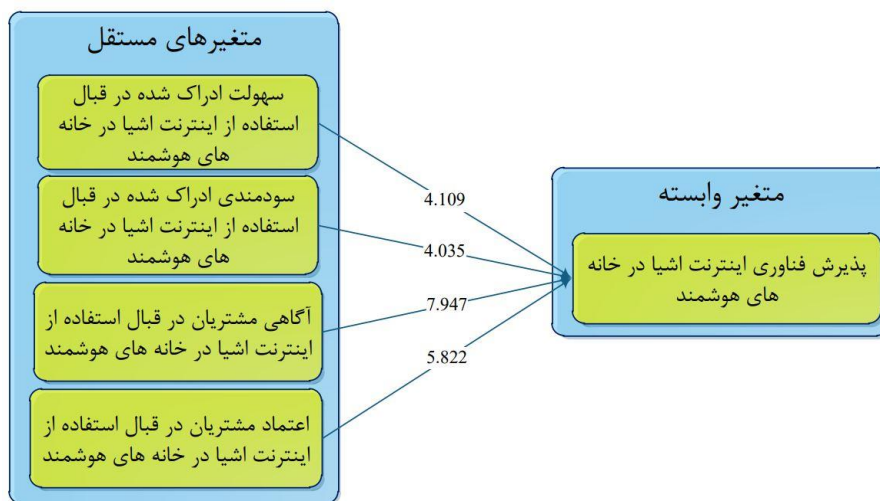 متغیرهای مستقل
سهولت ادراک شده در قبال
استفاده از اینترنت اشیا در خانه
های هوشمند
سودمندی ادراک شده در قبال
استفاده از اینترنت اشیا در خانه
های هوشمند
آگاهی مشتریان در قبال استفاده از
اینترنت اشیا در خانه های هوشمند
اعتماد مشتریان در قبال استفاده از
اینترنت اشیا در خانه های هوشمند
4.109
4.035
7.947
5.822
متغیر وابسته
پذیرش فناوری اینترنت اشیا در خانه
های هوشمند